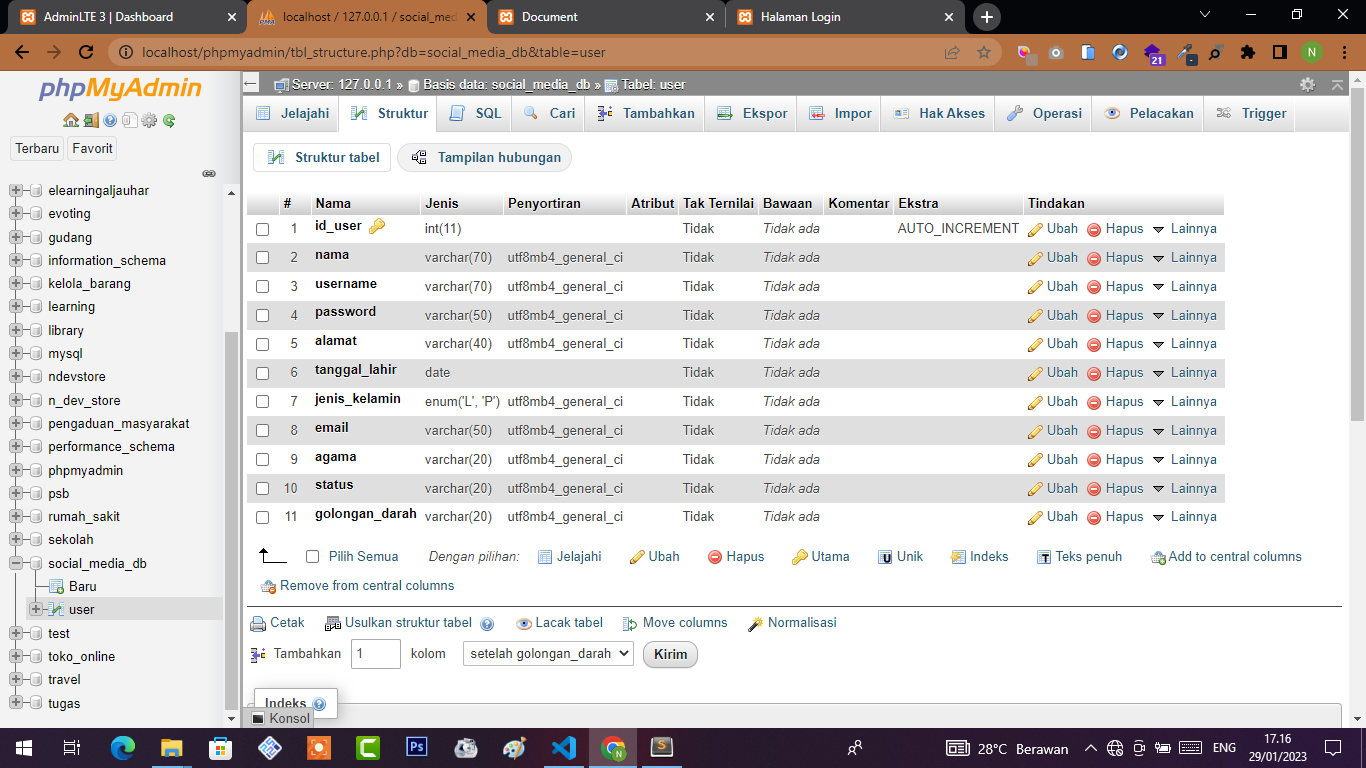 AdminLTE 3 | Dashboard
localhost / 127.0.0.1 / social_med
Document
Halaman Login
localhost/phpmyadmin/tbl_structure.php?db=social_media_db&table=user
21
N
phpMyAdmin
Terbaru Favorit
elearningaljauhar
evoting
gudang
information_schema
kelola_barang
learning
library
mysql
ndevstore
n_dev_store
pengaduan_masyarakat
performance_schema
phpmyadmin
psb
rumah_sakit
sekolah
social_media_db
Baru
user
test
toko_online
travel
tugas
Server: 127.0.0.1 » Basis data: social_media_db » Tabel: user
Jelajahi Struktur SQL Cari Tambahkan Ekspor Impor Hak Akses Operasi Pelacakan Trigger
Struktur tabel Tampilan hubungan
# Nama Jenis Penyortiran Atribut Tak Ternilai Bawaan Komentar Ekstra Tindakan
1 id_user int(11) Tidak Tidak ada AUTO_INCREMENT Ubah Hapus Lainnya
2 nama varchar(70) utf8mb4_general_ci Tidak Tidak ada Ubah Hapus Lainnya
3 username varchar(70) utf8mb4_general_ci Tidak Tidak ada Ubah Hapus Lainnya
4 password varchar(50) utf8mb4_general_ci Tidak Tidak ada Ubah Hapus Lainnya
5 alamat varchar(40) utf8mb4_general_ci Tidak Tidak ada Ubah Hapus Lainnya
6 tanggal_lahir date Tidak Tidak ada Ubah Hapus Lainnya
7 jenis_kelamin enum('L', 'P') utf8mb4_general_ci Tidak Tidak ada Ubah Hapus Lainnya
8 email varchar(50) utf8mb4_general_ci Tidak Tidak ada Ubah Hapus Lainnya
9 agama varchar(20) utf8mb4_general_ci Tidak Tidak ada Ubah Hapus Lainnya
10 status varchar(20) utf8mb4_general_ci Tidak Tidak ada Ubah Hapus Lainnya
11 golongan_darah varchar(20) utf8mb4_general_ci Tidak Tidak ada Ubah Hapus Lainnya
Pilih Semua Dengan pilihan: Jelajahi Ubah Hapus Utama Unik Indeks Teks penuh Add to central columns
Remove from central columns
Cetak Usulkan struktur tabel Lacak tabel Move columns Normalisasi
Tambahkan 1 kolom setelah golongan_darah Kirim
Indeks
Konsol
28°C Berawan ENG 17.16
29/01/2023